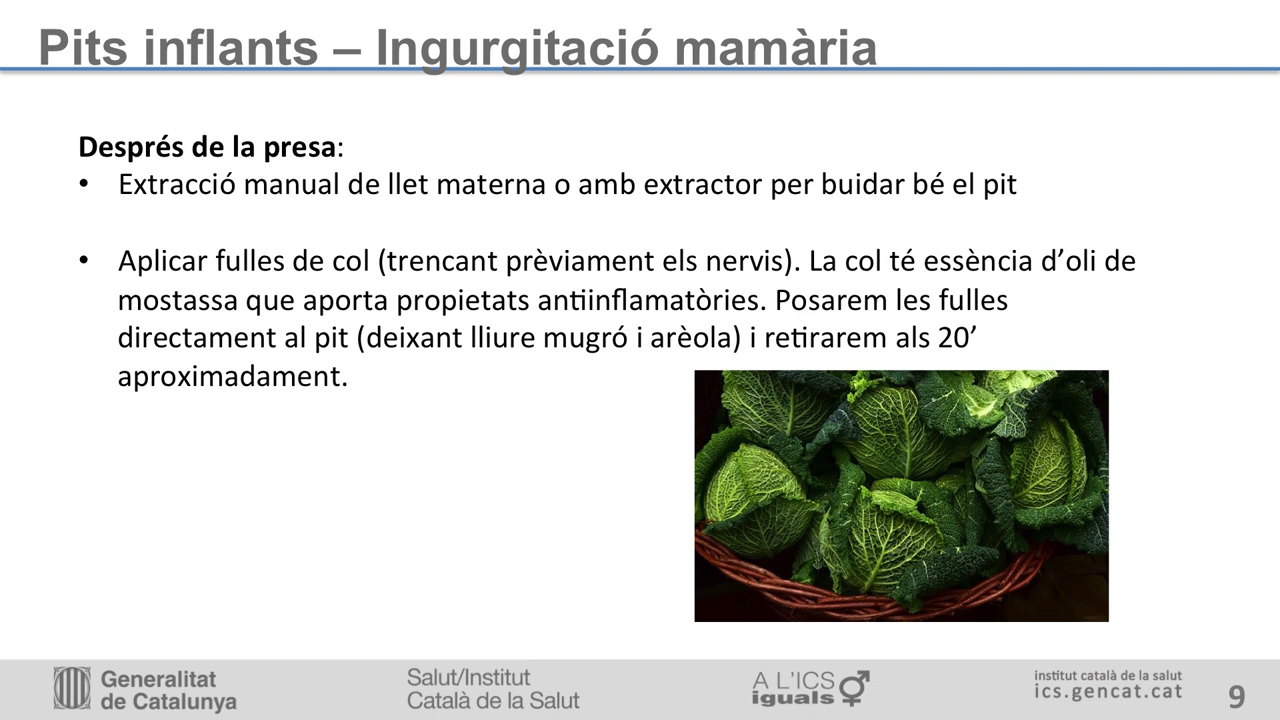 Pits inflants – Ingurgitació mamària
Després de la presa:
• Extracció manual de llet materna o amb extractor per buidar bé el pit
• Aplicar fulles de col (trencant prèviament els nervis). La col té essència d’oli de
mostassa que aporta propietats antiinflamatòries. Posarem les fulles
directament al pit (deixant lliure mugró i arèola) i retirarem als 20’
aproximadament.
Generalitat
de Catalunya
Salut/Institut
Català de la Salut
A L'ICS
iguals
institut català de la salut
ics.gencat.cat
9